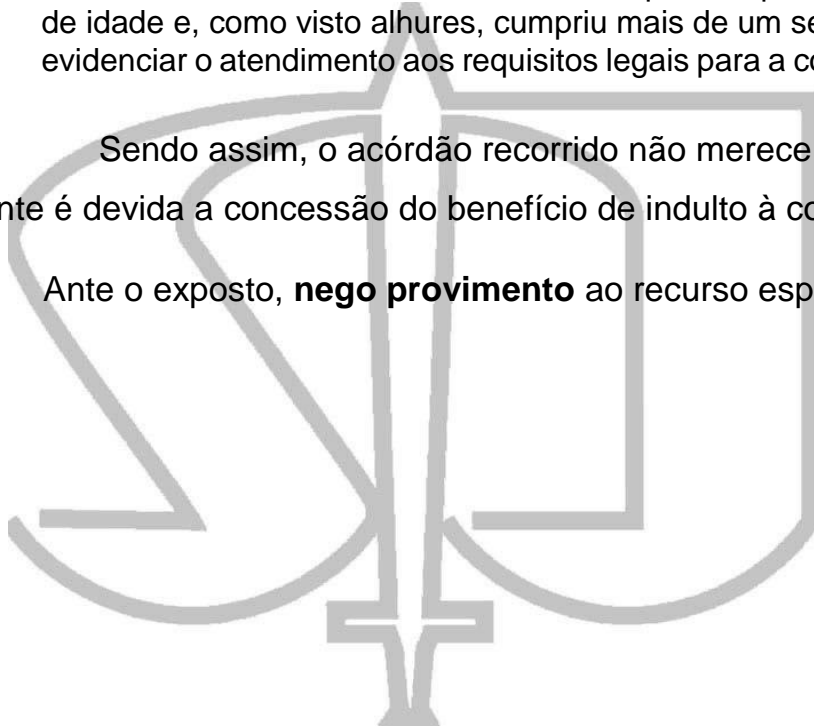 de idade e, como visto alhures, cumpriu mais de um se
evidenciar o atendimento aos requisitos legais para a co
Sendo assim, o acórdão recorrido não merece
nte é devida a concessão do benefício de indulto à co
Ante o exposto, nego provimento ao recurso esp